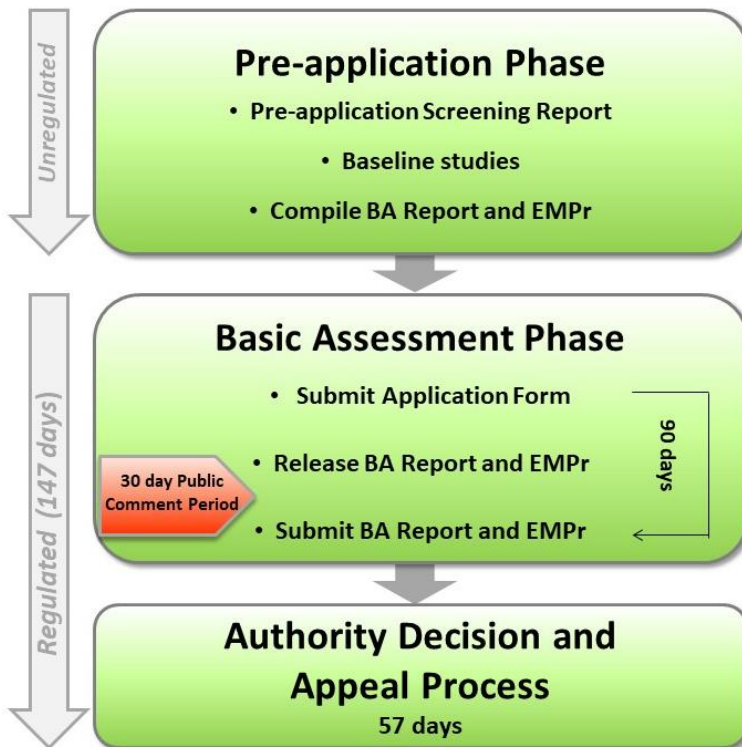 Unregulated
Pre-application Phase
• Pre-application Screening Report
• Baseline studies
• Compile BA Report and EMPr
Regulated (147 days)
Basic Assessment Phase
• Submit Application Form
90 days
• Release BA Report and EMPr
30 day Public
Comment Period
• Submit BA Report and EMPr
Authority Decision and
Appeal Process
57 days